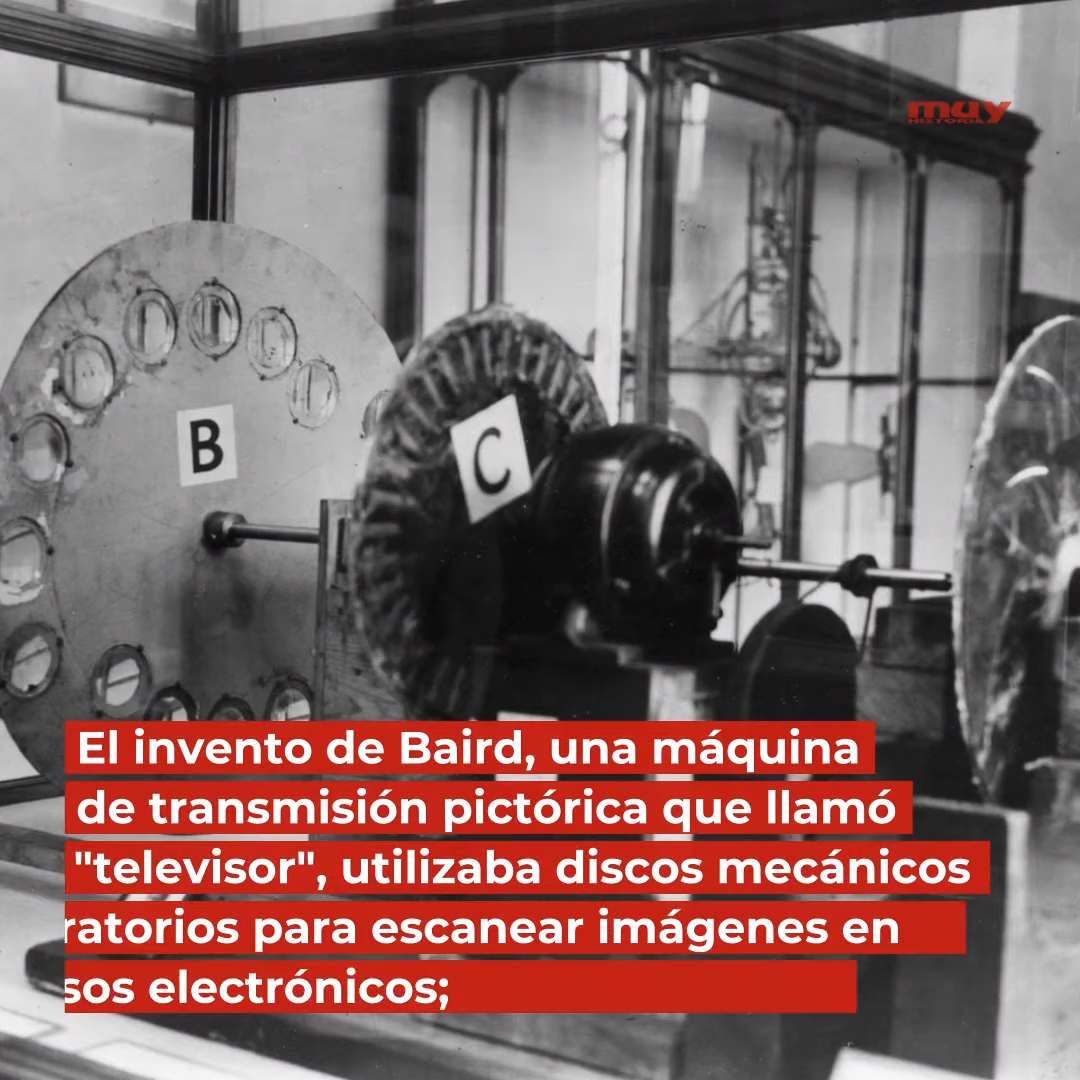 muy
HISTORIA
B
C
El invento de Baird, una máquina
de transmisión pictórica que llamó
"televisor", utilizaba discos mecánicos
ratorios para escanear imágenes en
sos electrónicos;